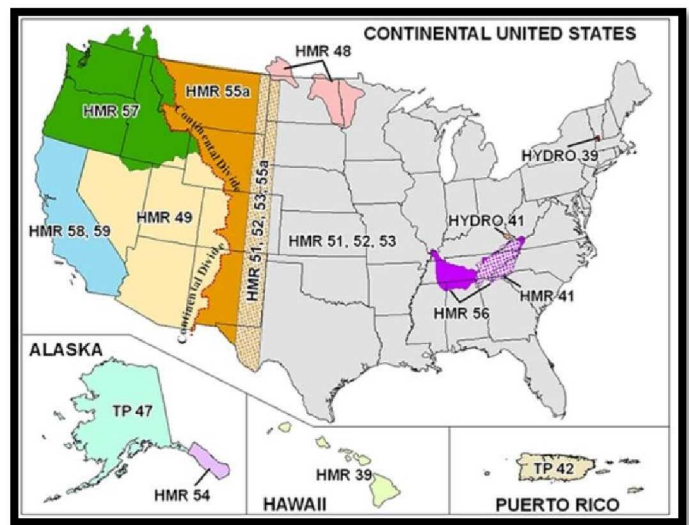 CONTINENTAL UNITED STATES
HMR 48
HMR 57
HMR 55a
Continental Divide
HMR 51, 52, 53, 55a
HYDRO 39
HMR 49
HMR 58, 59
HMR 51, 52, 53
HYDRO 41
Continental Divide
HMR 41
HMR 56
ALASKA
TP 47
HMR 54
HMR 39
HAWAII
TP 42
PUERTO RICO